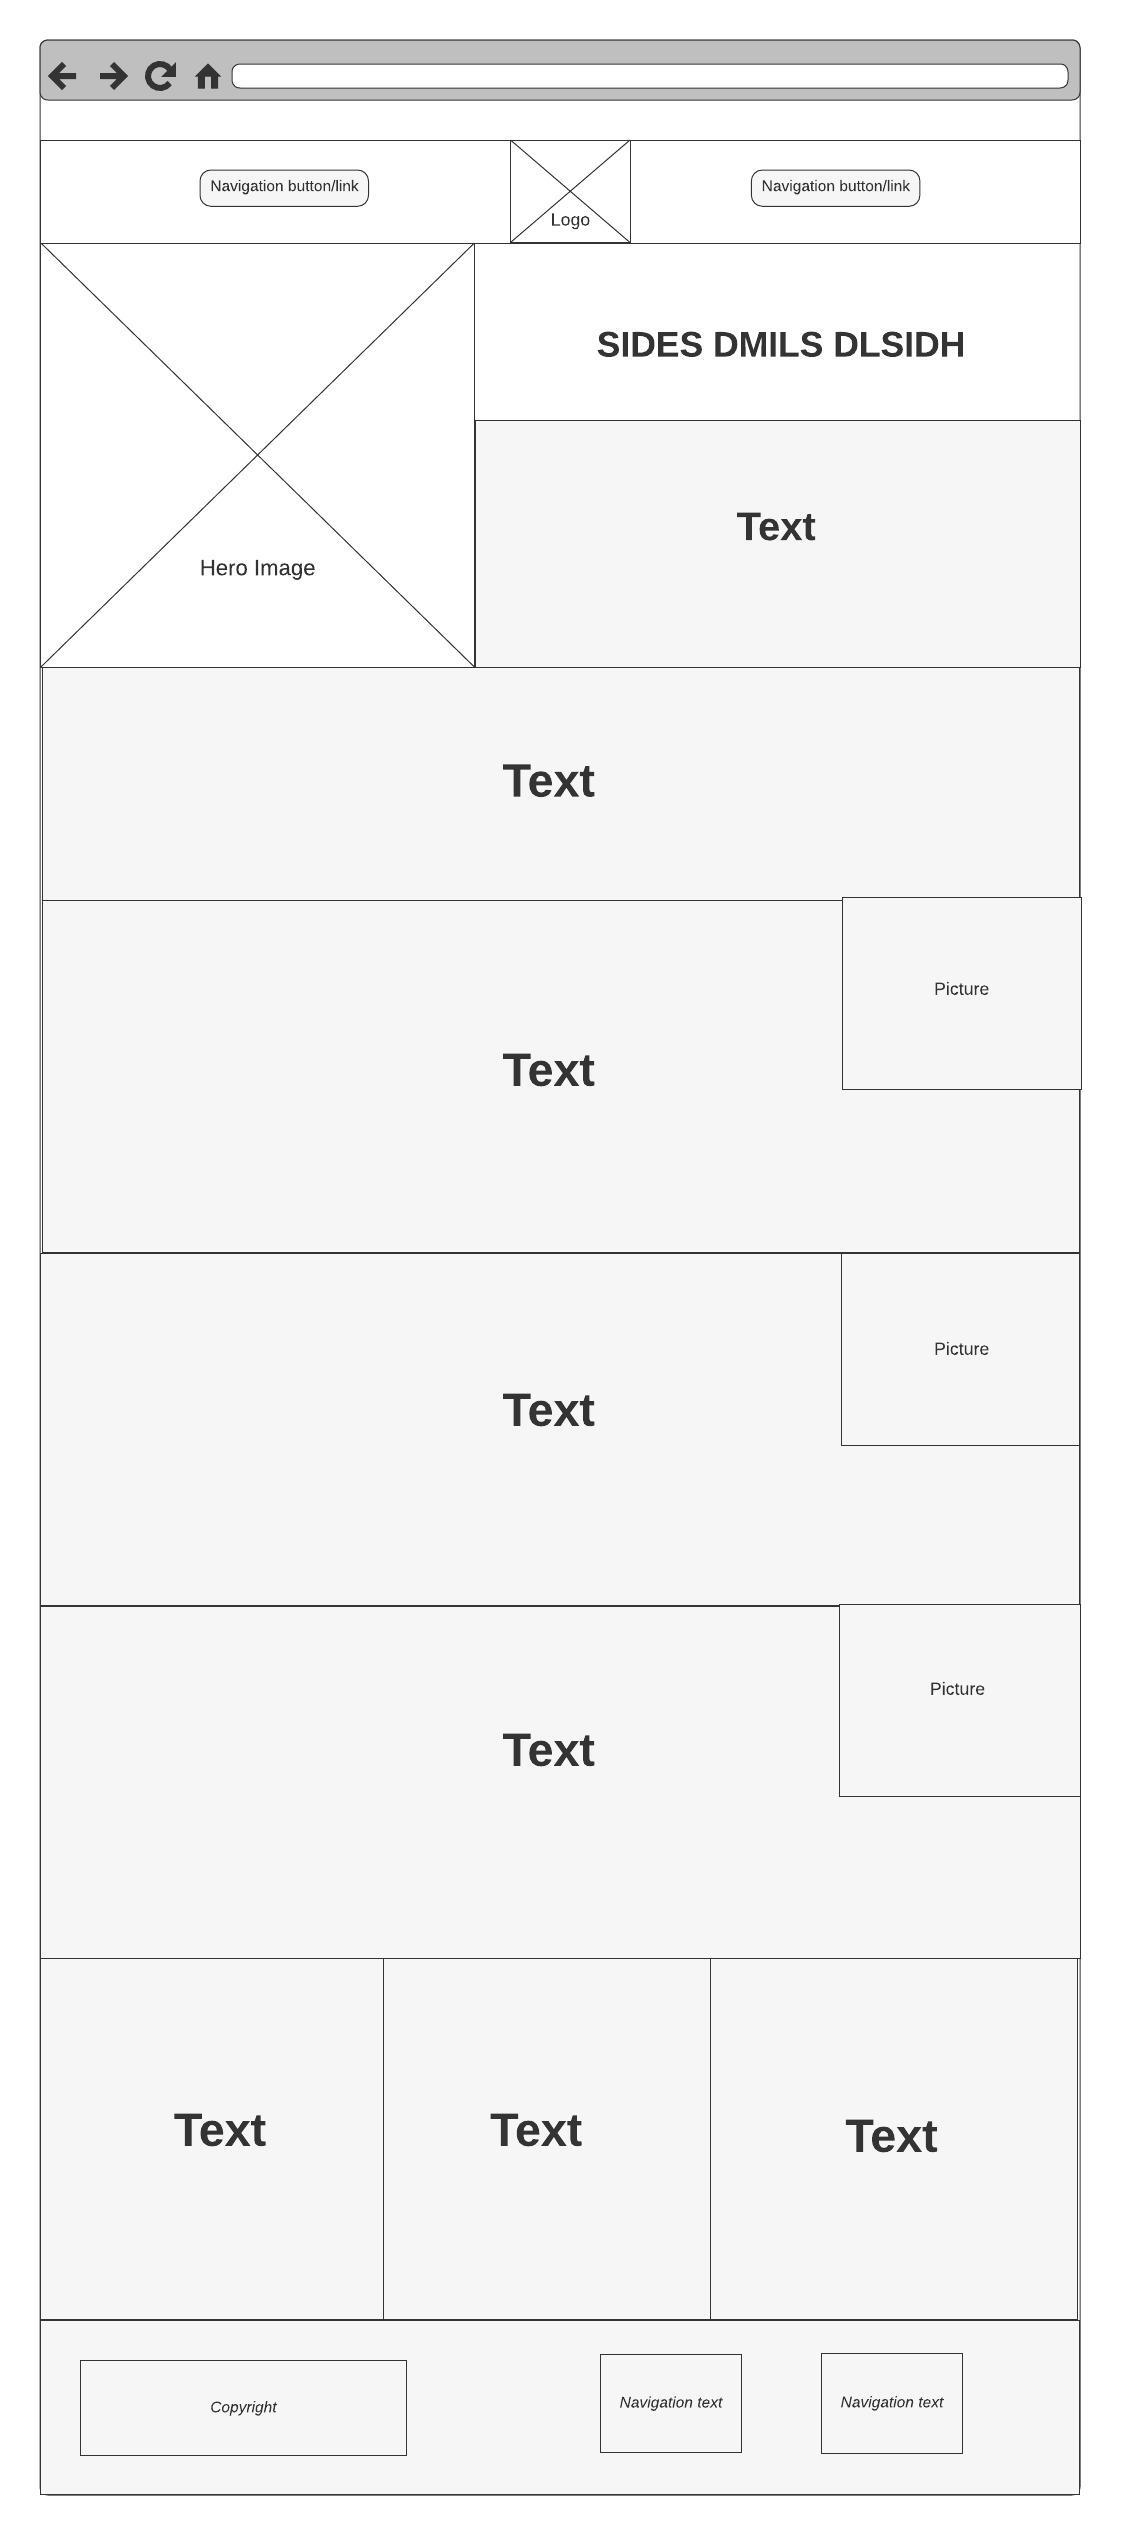 Navigation button/link
Logo
Navigation button/link
SIDES DMILS DLSIDH
Hero Image
Text
Text
Picture
Text
Picture
Text
Picture
Text
Text
Text
Text
Copyright
Navigation text
Navigation text